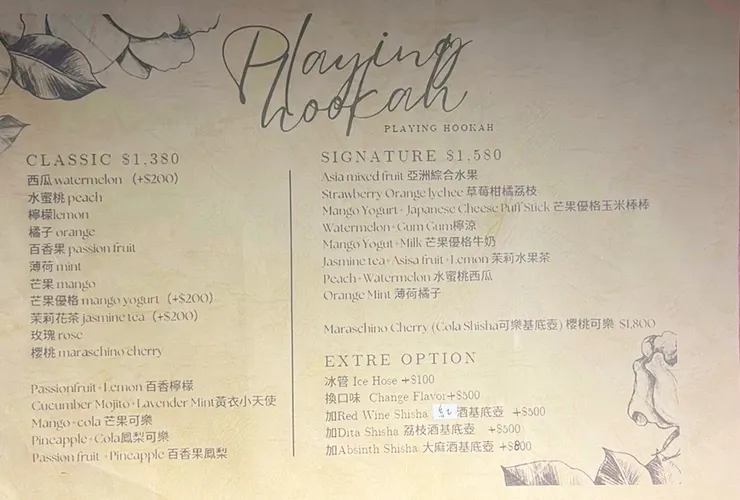 Playing
hookah
PLAYING HOOKAH
CLASSIC $1,380
西瓜 watermelon (+$200)
水蜜桃 peach
檸檬lemon
橘子 orange
百香果 passion fruit
薄荷 mint
芒果 mango
芒果優格 mango yogurt (+$200)
茉莉花茶 jasmine tea (+$200)
玫瑰 rose
櫻桃 maraschino cherry
Passionfruit+Lemon 百香檸檬
Cucumber Mojito+Lavender Mint黃衣小天使
Mango+cola 芒果可樂
Pineapple+Cola鳳梨可樂
Passion fruit +Pineapple 百香果鳳梨
SIGNATURE $1,580
Asia mixed fruit 亞洲綜合水果
Strawberry Orange lychee 草莓柑橘荔枝
Mango Yogurt+Japanese Cheese Puff Stick 芒果優格玉米棒棒
Watermelon+Gum Gum檸涼
Mango Yogut+Milk 芒果優格牛奶
Jasmine tea+Asisa fruit+Lemon 茉莉水果茶
Peach+Watermelon 水蜜桃西瓜
Orange Mint 薄荷橘子
Maraschino Cherry (Cola Shisha可樂基底壺) 櫻桃可樂 $1,800
EXTRE OPTION
冰管 Ice Hose +$100
換口味 Change Flavor+$500
加Red Wine Shisha 紅酒基底壺 +$500
加Dita Shisha 荔枝酒基底壺 +$500
加Absinth Shisha 大麻酒基底壺 +$800